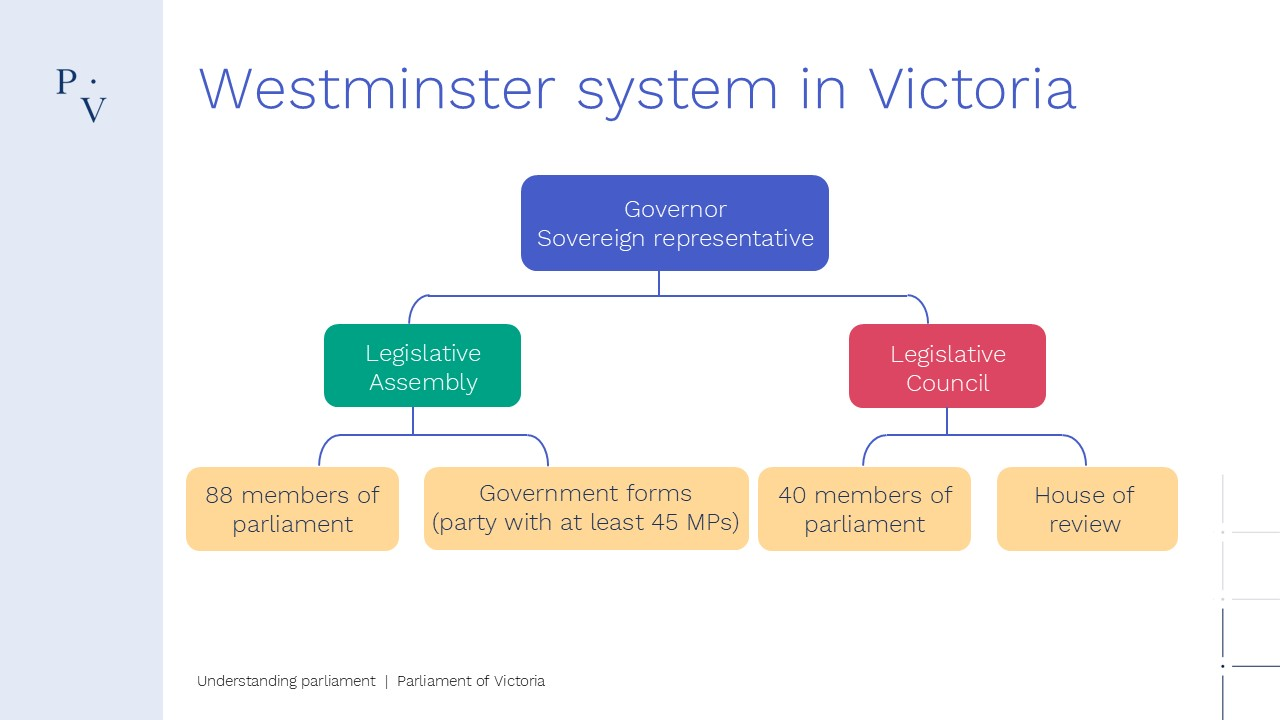 P .
V
Westminster system in Victoria
Governor
Sovereign representative
Legislative
Assembly
Legislative
Council
88 members of
parliament
Government forms
(party with at least 45 MPs)
40 members of
parliament
House of
review
Understanding parliament | Parliament of Victoria